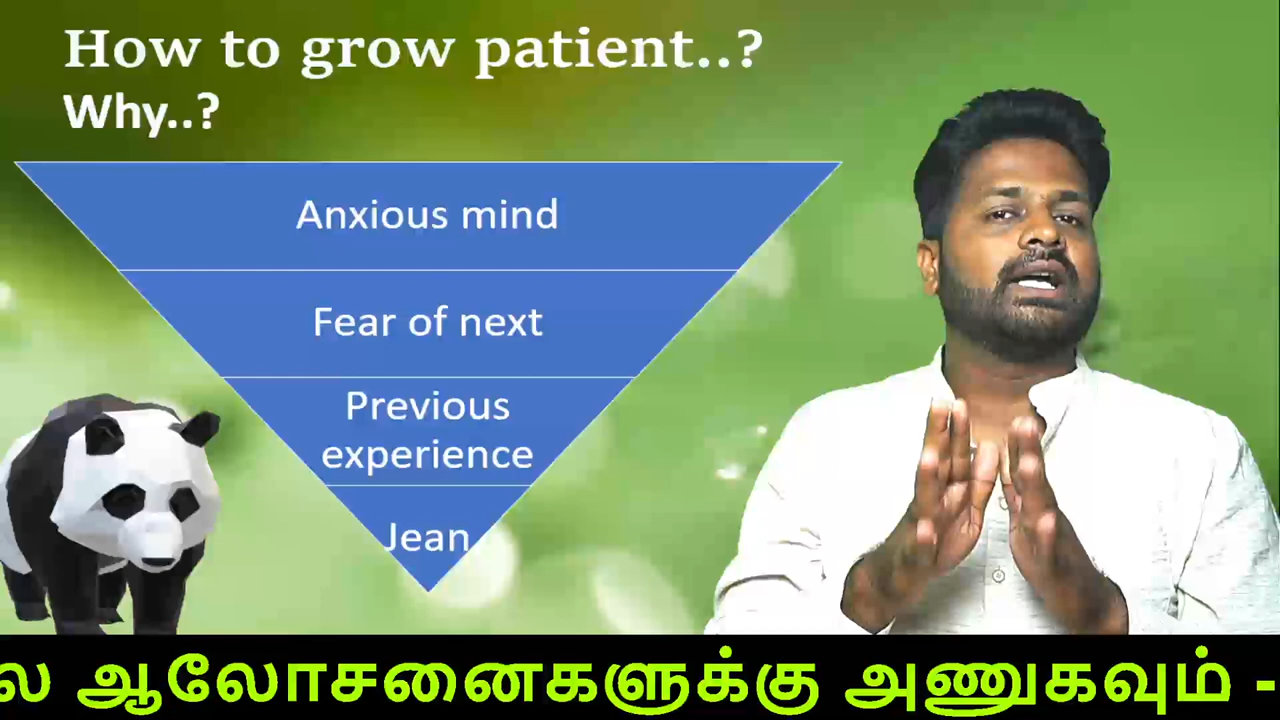 How to grow patient..?
Why..?
Anxious mind
Fear of next
Previous
experience
Jean
ல ஆலோசனைகளுக்கு அணுகவும் -